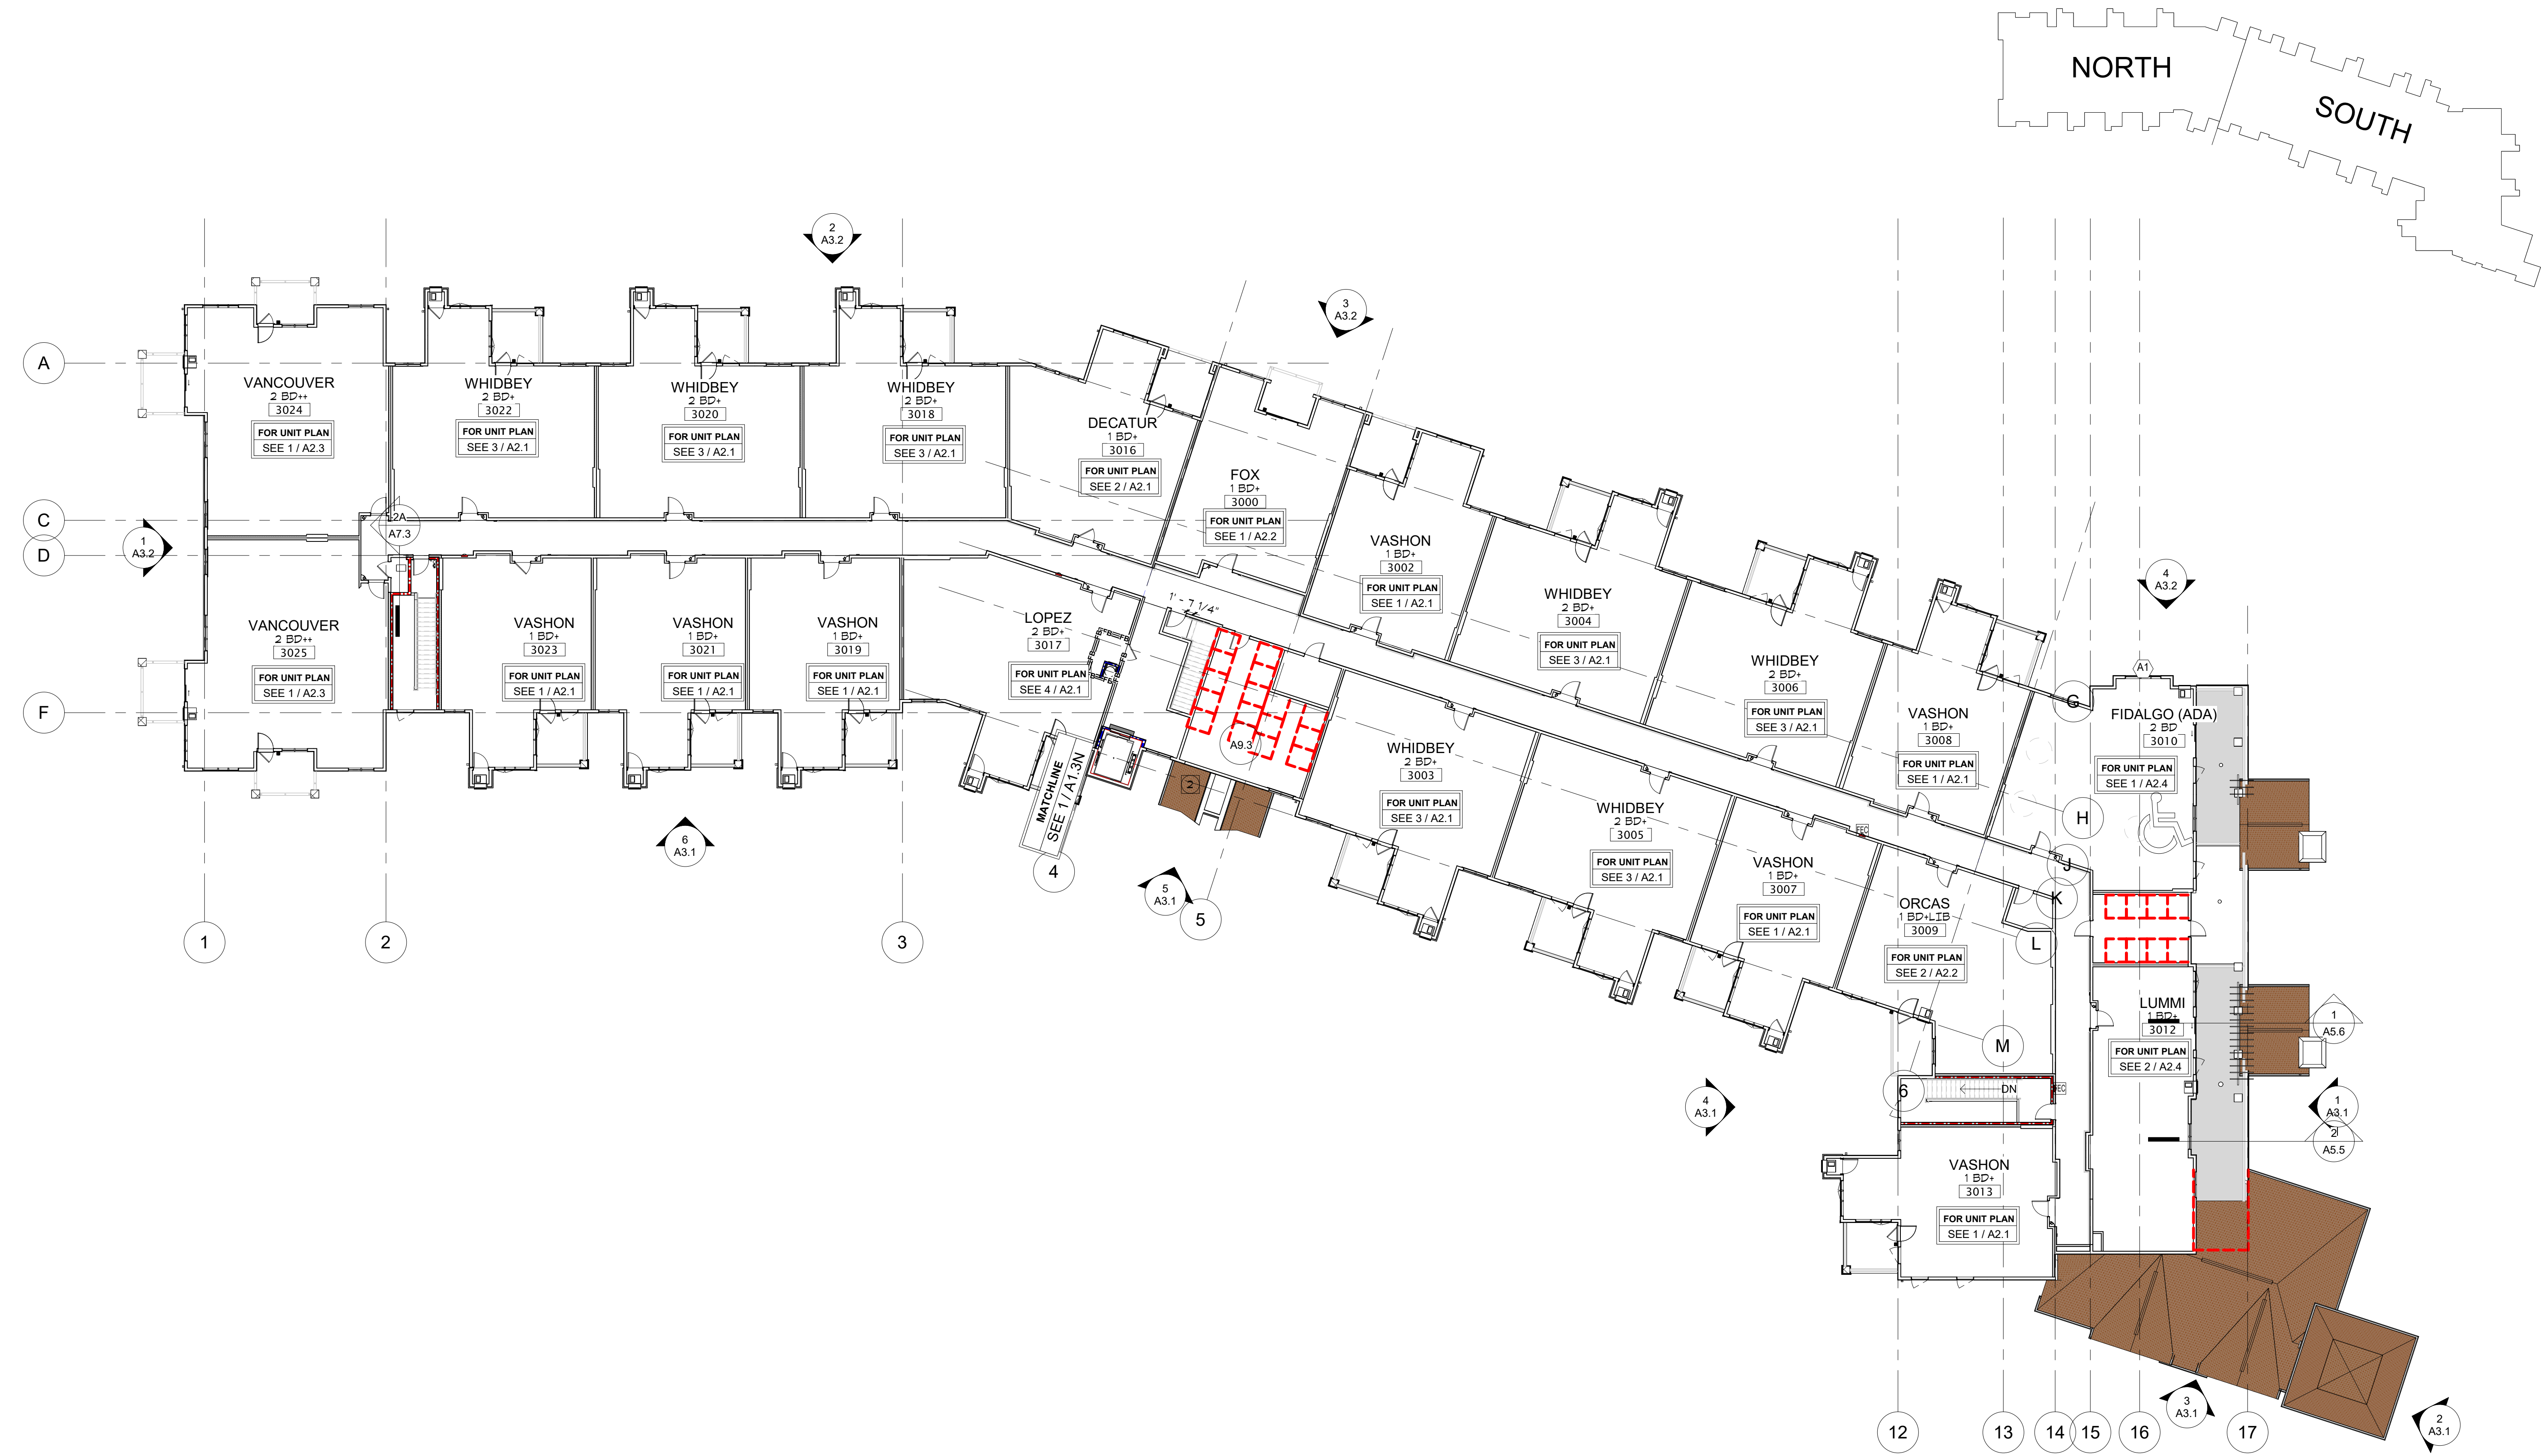 NORTH
SOUTH
2
A3.2
3
A3.2
A
VANCOUVER
2 BD++
3024
FOR UNIT PLAN
SEE 1 / A2.3
WHIDBEY
2 BD+
3022
FOR UNIT PLAN
SEE 3 / A2.1
WHIDBEY
2 BD+
3020
FOR UNIT PLAN
SEE 3 / A2.1
WHIDBEY
2 BD+
3018
FOR UNIT PLAN
SEE 3 / A2.1
DECATUR
1 BD+
3016
FOR UNIT PLAN
SEE 2 / A2.1
FOX
1 BD+
3000
FOR UNIT PLAN
SEE 1 / A2.2
VASHON
1 BD+
3002
FOR UNIT PLAN
SEE 1 / A2.1
WHIDBEY
2 BD+
3004
FOR UNIT PLAN
SEE 3 / A2.1
WHIDBEY
2 BD+
3006
FOR UNIT PLAN
SEE 3 / A2.1
VASHON
1 BD+
3008
FOR UNIT PLAN
SEE 1 / A2.1
4
A3.2
A1
G
FIDALGO (ADA)
2 BD
3010
FOR UNIT PLAN
SEE 1 / A2.4
C
D
1
A3.2
2A
A7.3
F
VANCOUVER
2 BD++
3025
FOR UNIT PLAN
SEE 1 / A2.3
VASHON
1 BD+
3023
FOR UNIT PLAN
SEE 1 / A2.1
VASHON
1 BD+
3021
FOR UNIT PLAN
SEE 1 / A2.1
VASHON
1 BD+
3019
FOR UNIT PLAN
SEE 1 / A2.1
LOPEZ
2 BD+
3017
FOR UNIT PLAN
SEE 4 / A2.1
1' - 7 1/4"
A9.3
2
MATCHLINE
SEE 1 / A1.3N
WHIDBEY
2 BD+
3003
FOR UNIT PLAN
SEE 3 / A2.1
WHIDBEY
2 BD+
3005
FOR UNIT PLAN
SEE 3 / A2.1
VASHON
1 BD+
3007
FOR UNIT PLAN
SEE 1 / A2.1
FEC
ORCAS
1 BD+LIB
3009
FOR UNIT PLAN
SEE 2 / A2.2
H
J
K
L
M
6
A3.1
4
5
A3.1
5
1
2
3
LUMMI
1 BD+
3012
FOR UNIT PLAN
SEE 2 / A2.4
1
A5.6
6
DN
FEC
4
A3.1
1
A3.1
2
A5.5
VASHON
1 BD+
3013
FOR UNIT PLAN
SEE 1 / A2.1
3
A3.1
2
A3.1
12
13
14
15
16
17